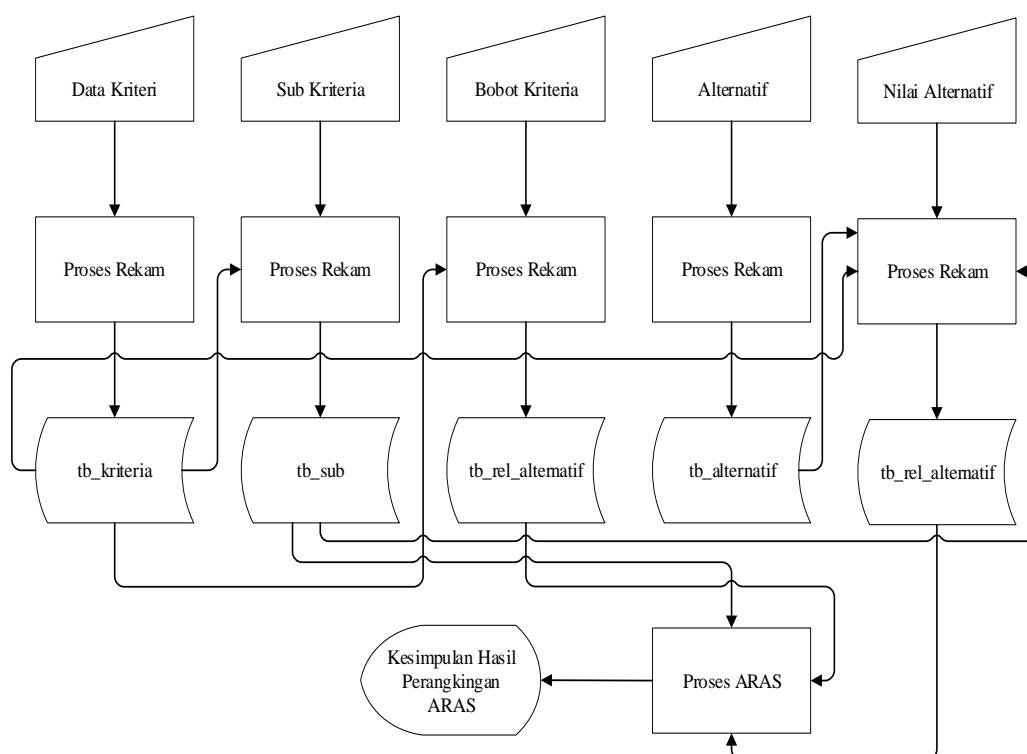 Data Kriteri
Sub Kriteria
Bobot Kriteria
Alternatif
Nilai Alternatif
Proses Rekam
Proses Rekam
Proses Rekam
Proses Rekam
Proses Rekam
tb_kriteria
tb_sub
tb_rel_alternatif
tb_alternatif
tb_rel_alternatif
Kesimpulan Hasil
Perangkingan
ARAS
Proses ARAS